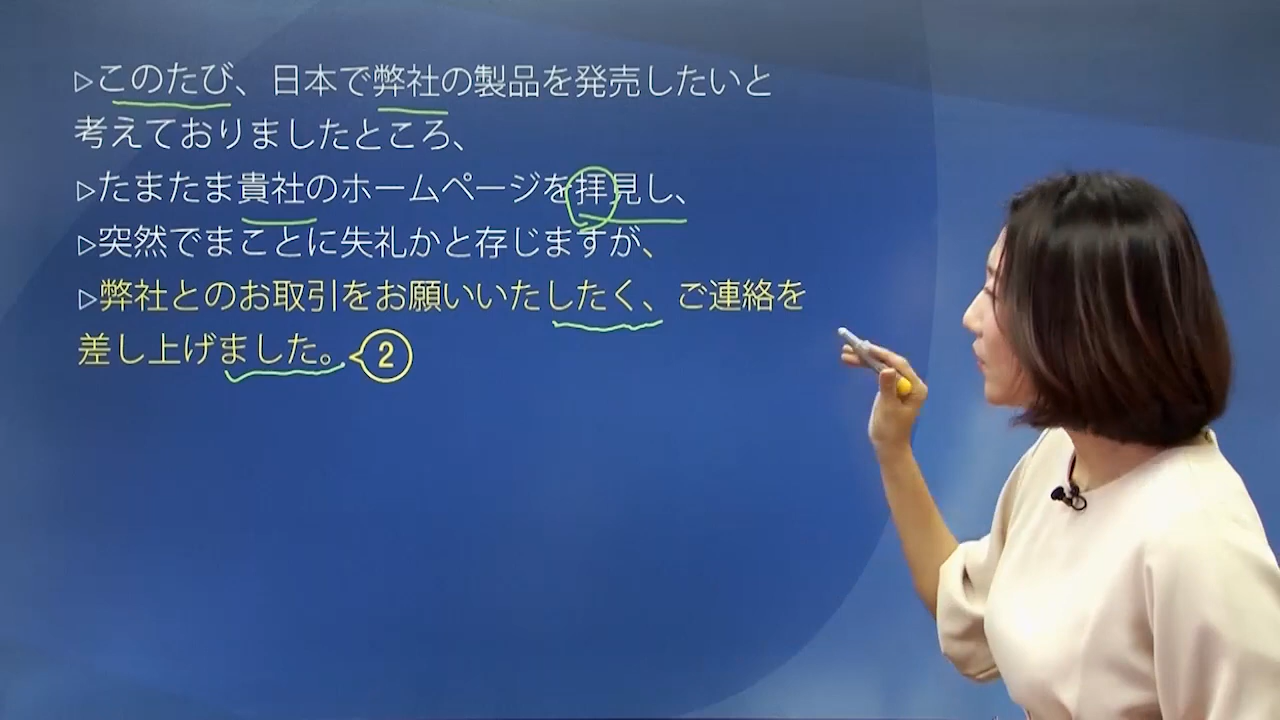 ▷このたび、日本で弊社の製品を発売したいと
考えておりましたところ、
▷たまたま貴社のホームページを拝見し、
▷突然でまことに失礼かと存じますが、
▷弊社とのお取引をお願いいたしたく、ご連絡を
差し上げました。②